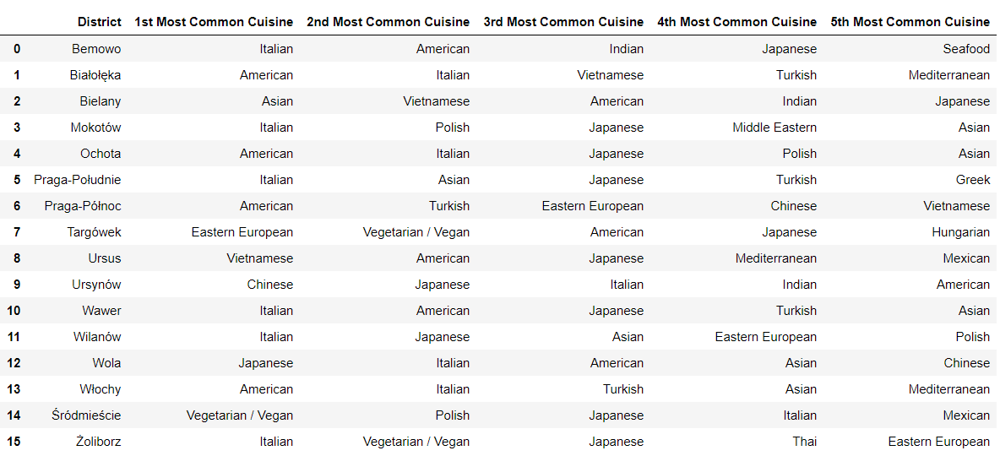 District 1st Most Common Cuisine 2nd Most Common Cuisine 3rd Most Common Cuisine 4th Most Common Cuisine 5th Most Common Cuisine
0 Bemowo Italian American Indian Japanese Seafood
1 Białołęka American Italian Vietnamese Turkish Mediterranean
2 Bielany Asian Vietnamese American Indian Japanese
3 Mokotów Italian Polish Japanese Middle Eastern Asian
4 Ochota American Italian Japanese Polish Asian
5 Praga-Południe Italian Asian Japanese Turkish Greek
6 Praga-Północ American Turkish Eastern European Chinese Vietnamese
7 Targówek Eastern European Vegetarian / Vegan American Japanese Hungarian
8 Ursus Vietnamese American Japanese Mediterranean Mexican
9 Ursynów Chinese Japanese Italian Indian American
10 Wawer Italian American Japanese Turkish Asian
11 Wilanów Italian Japanese Asian Eastern European Polish
12 Wola Japanese Italian American Asian Chinese
13 Włochy American Italian Turkish Asian Mediterranean
14 Śródmieście Vegetarian / Vegan Polish Japanese Italian Mexican
15 Żoliborz Italian Vegetarian / Vegan Japanese Thai Eastern European